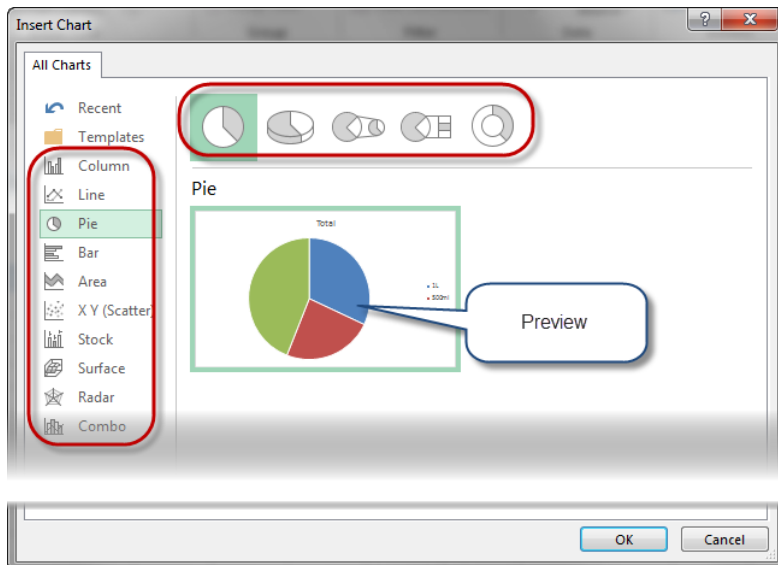 Insert Chart
?
All Charts
Recent
Templates
Column
Line
Pie
Bar
Area
X Y (Scatter)
Stock
Surface
Radar
Combo
Pie
Total
1L
500ml
Preview
OK
Cancel